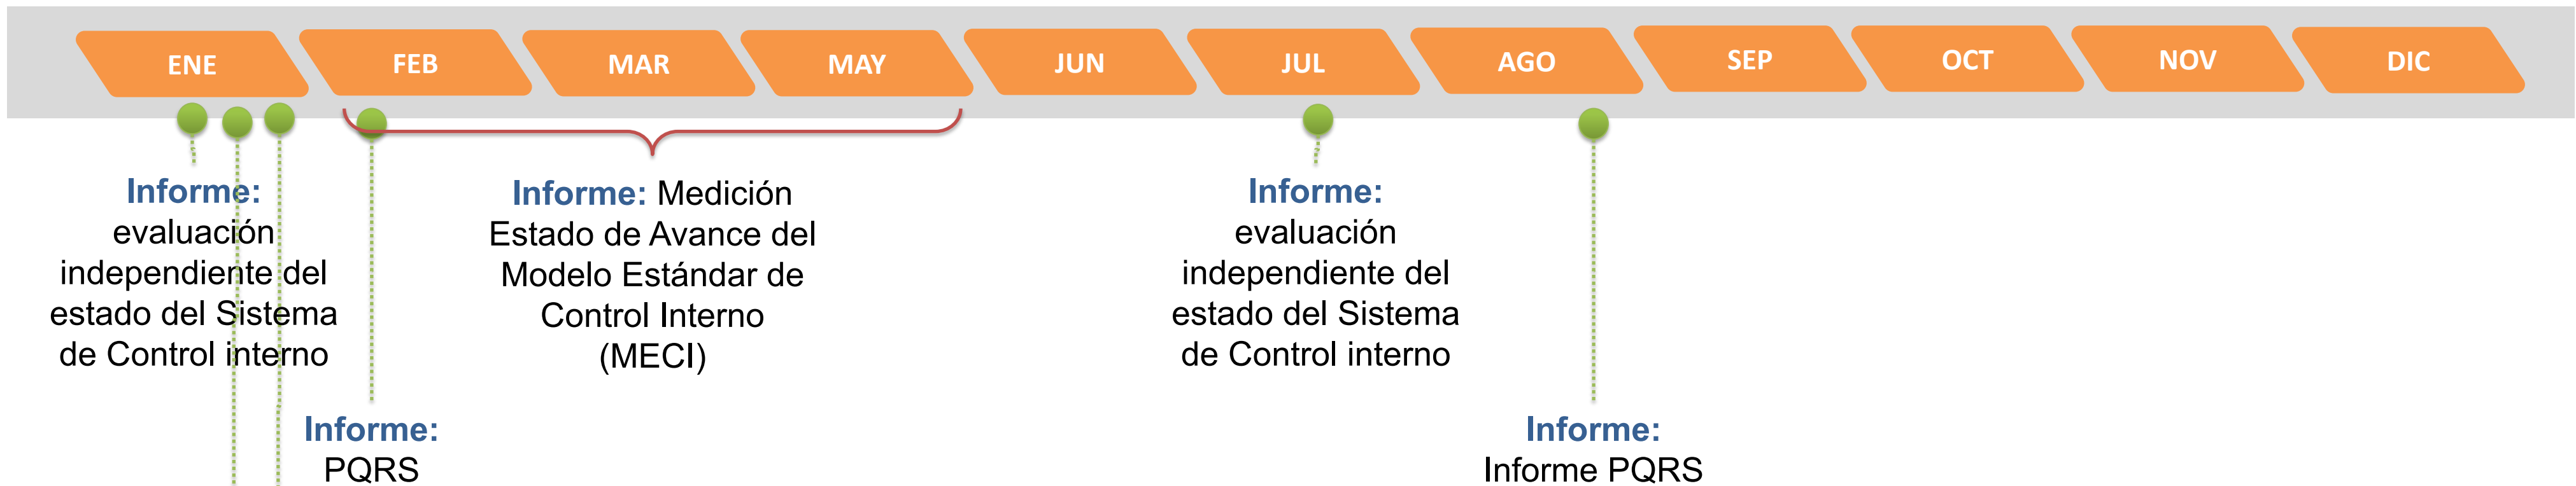 ENE FEB MAR MAY JUN JUL AGO SEP OCT NOV DIC
Informe:
evaluación
independiente del
estado del Sistema
de Control interno
Informe: Medición
Estado de Avance del
Modelo Estándar de
Control Interno
(MECI)
Informe:
evaluación
independiente del
estado del Sistema
de Control interno
Informe:
PQRS
Informe:
Informe PQRS